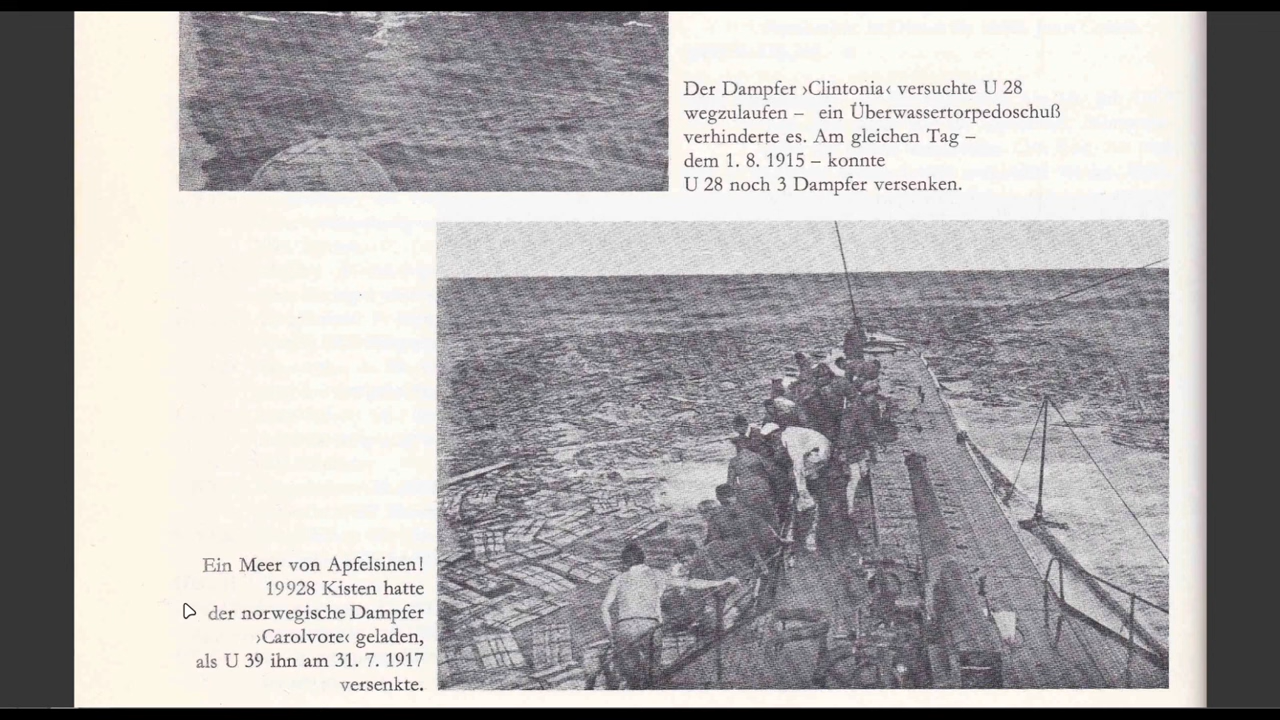 Der Dampfer ›Clintonia‹ versuchte U 28
wegzulaufen – ein Überwassertorpedoschuß
verhinderte es. Am gleichen Tag –
dem 1. 8. 1915 – konnte
U 28 noch 3 Dampfer versenken.
Ein Meer von Apfelsinen!
19928 Kisten hatte
der norwegische Dampfer
›Carolvore‹ geladen,
als U 39 ihn am 31. 7. 1917
versenkte.